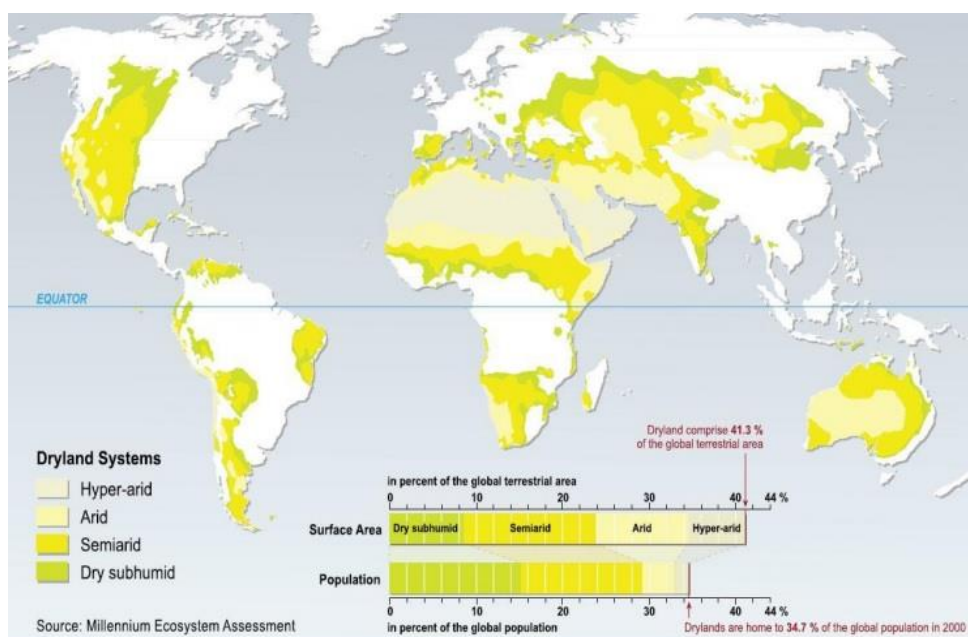 EQUATOR
Dryland comprise 41.3 %
of the global terrestrial area
Dryland Systems
Hyper-arid
Arid
Semiarid
Dry subhumid
in percent of the global terrestrial area
0 10 20 30 40 44 %
Surface Area
Dry subhumid Semiarid Arid Hyper-arid
Population
0 10 20 30 40 44 %
in percent of the global population
Drylands are home to 34.7 % of the global population in 2000
Source: Millennium Ecosystem Assessment